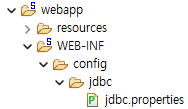 webapp
resources
WEB-INF
config
jdbc
jdbc.properties